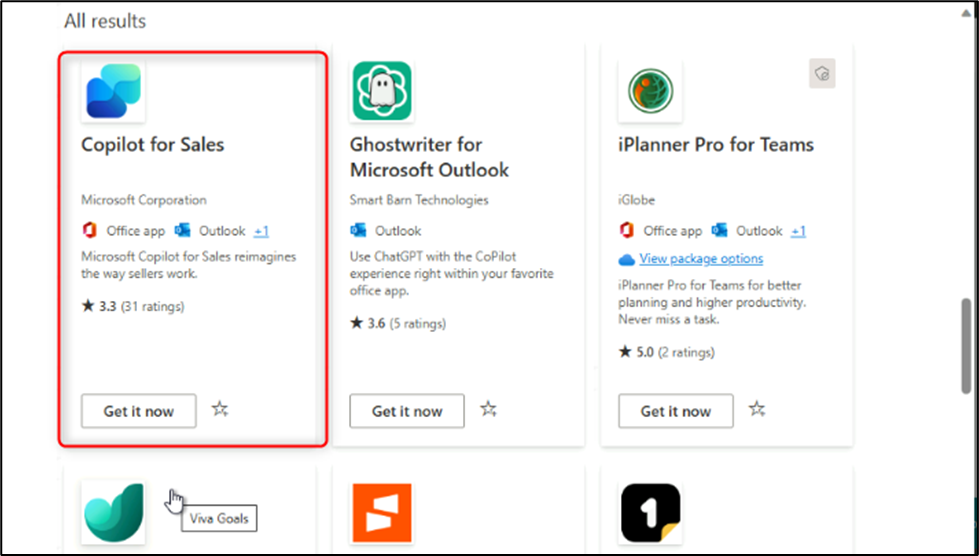 All results
Copilot for Sales
Microsoft Corporation
Office app Outlook +1
Microsoft Copilot for Sales reimagines
the way sellers work.
★ 3.3 (31 ratings)
Get it now
Ghostwriter for
Microsoft Outlook
Smart Barn Technologies
Outlook
Use ChatGPT with the CoPilot
experience right within your favorite
office app.
★ 3.6 (5 ratings)
Get it now
iPlanner Pro for Teams
iGlobe
Office app Outlook +1
View package options
iPlanner Pro for Teams for better
planning and higher productivity.
Never miss a task.
★ 5.0 (2 ratings)
Get it now
Viva Goals
1